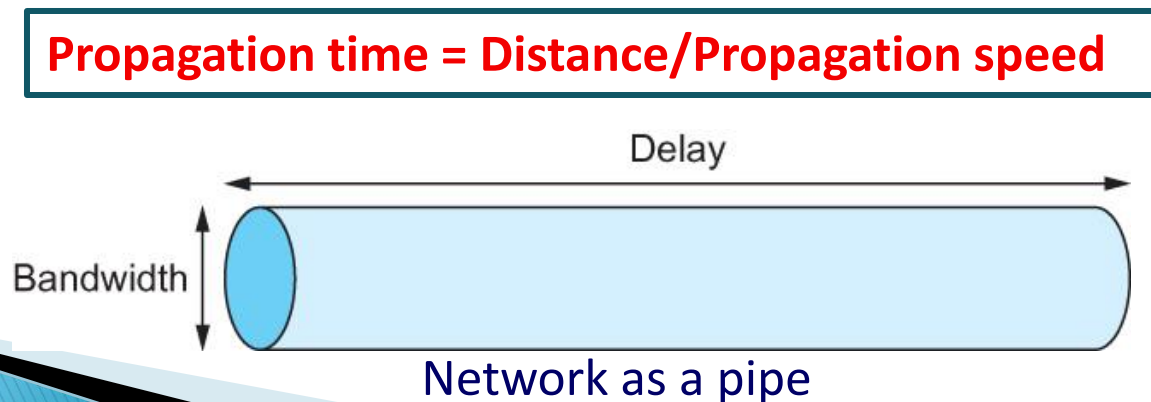 Propagation time = Distance/Propagation speed
Delay
Bandwidth
Network as a pipe